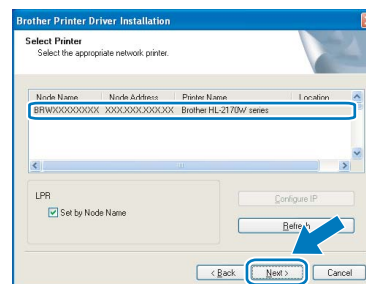 Brother Printer Driver Installation
Select Printer
Select the appropriate network printer.
Node Name Node Address Printer Name Location
BRWXXXXXXXX XXX.XXX.XXX.XX Brother HL-2170W series
LPR
Set by Node Name
Configure IP
Refresh
< Back Next > Cancel